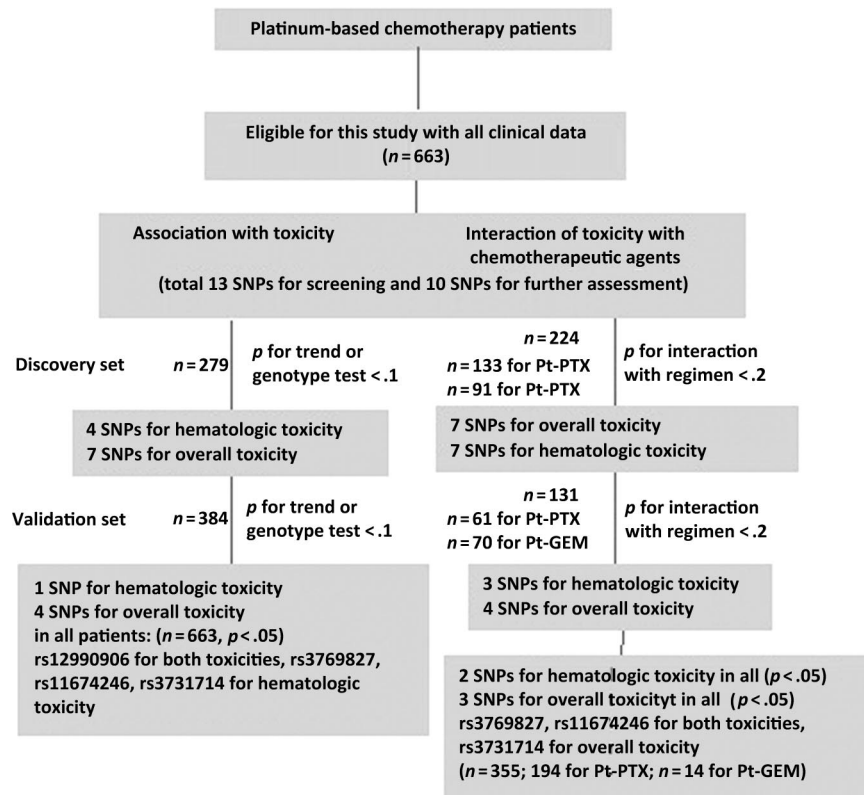 Platinum-based chemotherapy patients
Eligible for this study with all clinical data
(n=663)
Association with toxicity
Interaction of toxicity with
chemotherapeutic agents
(total 13 SNPs for screening and 10 SNPs for further assessment)
Discovery set
n=279
p for trend or
genotype test <.1
n=224
n=133 for Pt-PTX
n=91 for Pt-PTX
p for interaction
with regimen <.2
4 SNPs for hematologic toxicity
7 SNPs for overall toxicity
7 SNPs for overall toxicity
7 SNPs for hematologic toxicity
Validation set
n=384
p for trend or
genotype test <.1
n=131
n=61 for Pt-PTX
n=70 for Pt-GEM
p for interaction
with regimen <.2
1 SNP for hematologic toxicity
4 SNPs for overall toxicity
in all patients: (n=663, p<.05)
rs12990906 for both toxicities, rs3769827,
rs11674246, rs3731714 for hematologic
toxicity
3 SNPs for hematologic toxicity
4 SNPs for overall toxicity
2 SNPs for hematologic toxicity in all (p<.05)
3 SNPs for overall toxicityt in all (p<.05)
rs3769827, rs11674246 for both toxicities,
rs3731714 for overall toxicity
(n=355; 194 for Pt-PTX; n=14 for Pt-GEM)